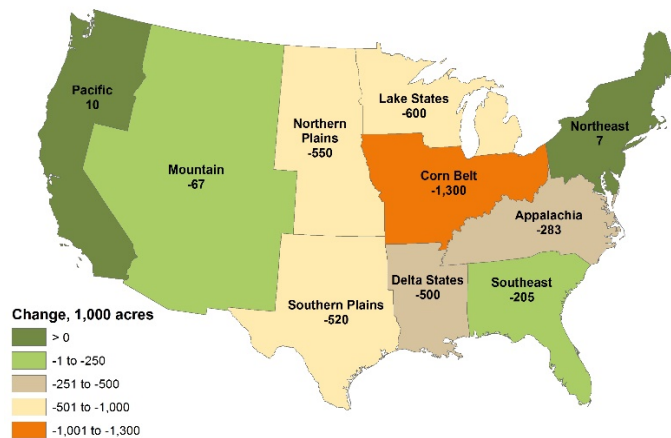 Pacific
10
Mountain
-67
Northern
Plains
-550
Lake States
-600
Corn Belt
-1,300
Northeast
7
Appalachia
-283
Southern Plains
-520
Delta States
-500
Southeast
-205
Change, 1,000 acres
> 0
-1 to -250
-251 to -500
-501 to -1,000
-1,001 to -1,300